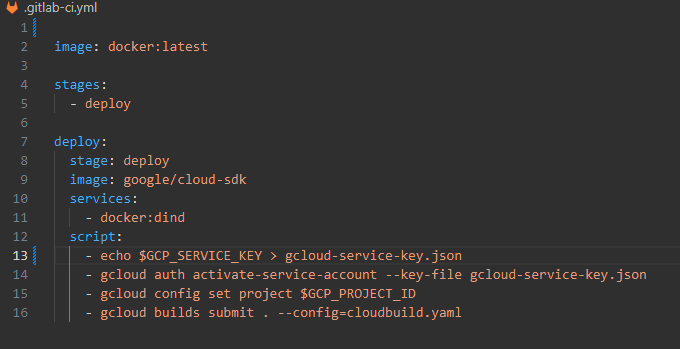 .gitlab-ci.yml
1
2 image: docker:latest
3
4 stages:
5 - deploy
6
7 deploy:
8 stage: deploy
9 image: google/cloud-sdk
10 services:
11 - docker:dind
12 script:
13 - echo $GCP_SERVICE_KEY > gcloud-service-key.json
14 - gcloud auth activate-service-account --key-file gcloud-service-key.json
15 - gcloud config set project $GCP_PROJECT_ID
16 - gcloud builds submit . --config=cloudbuild.yaml